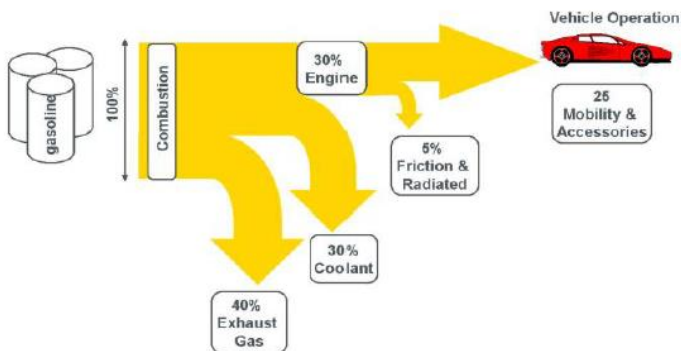 Vehicle Operation
gasoline
100%
Combustion
30%
Engine
25
Mobility &
Accessories
5%
Friction &
Radiated
30%
Coolant
40%
Exhaust
Gas